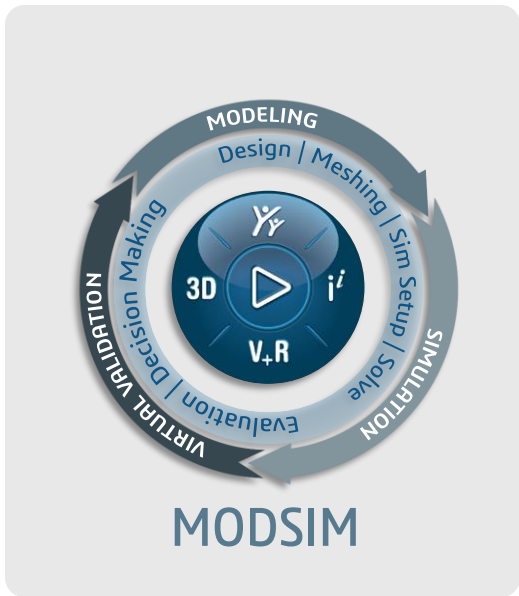 MODELING
Design | Meshing | Sim Setup | Solve
SIMULATION
Evaluation | Decision Making
VIRTUAL VALIDATION
3D
i i
V+R
MODSIM